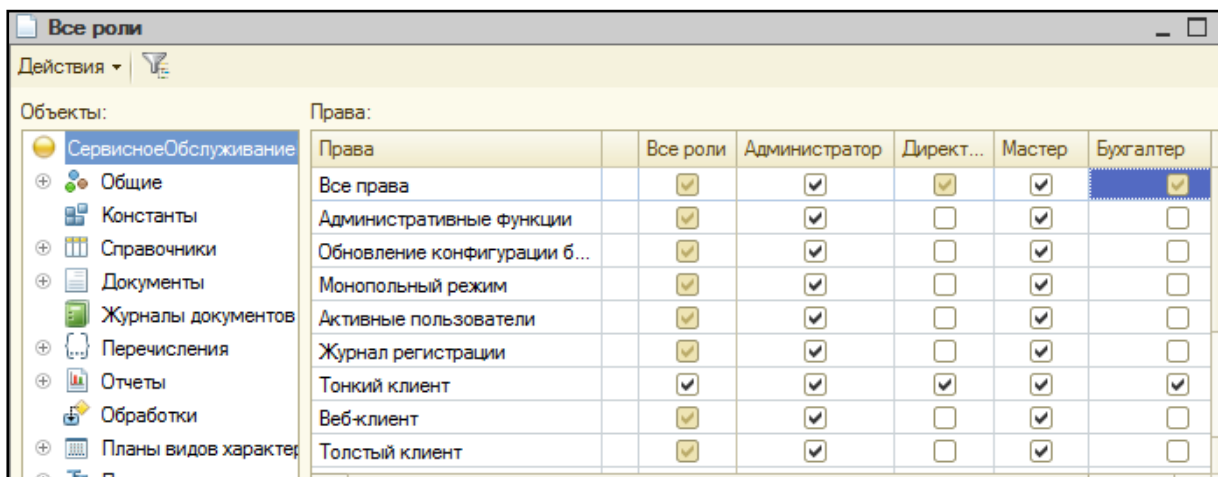 Все роли
Действия
Объекты:
Права:
СервисноеОбслуживание
Общие
Константы
Справочники
Документы
Журналы документов
Перечисления
Отчеты
Обработки
Планы видов характер
Права Все роли Администратор Директ... Мастер Бухгалтер
Все права
Административные функции
Обновление конфигурации б...
Монопольный режим
Активные пользователи
Журнал регистрации
Тонкий клиент
Веб-клиент
Толстый клиент